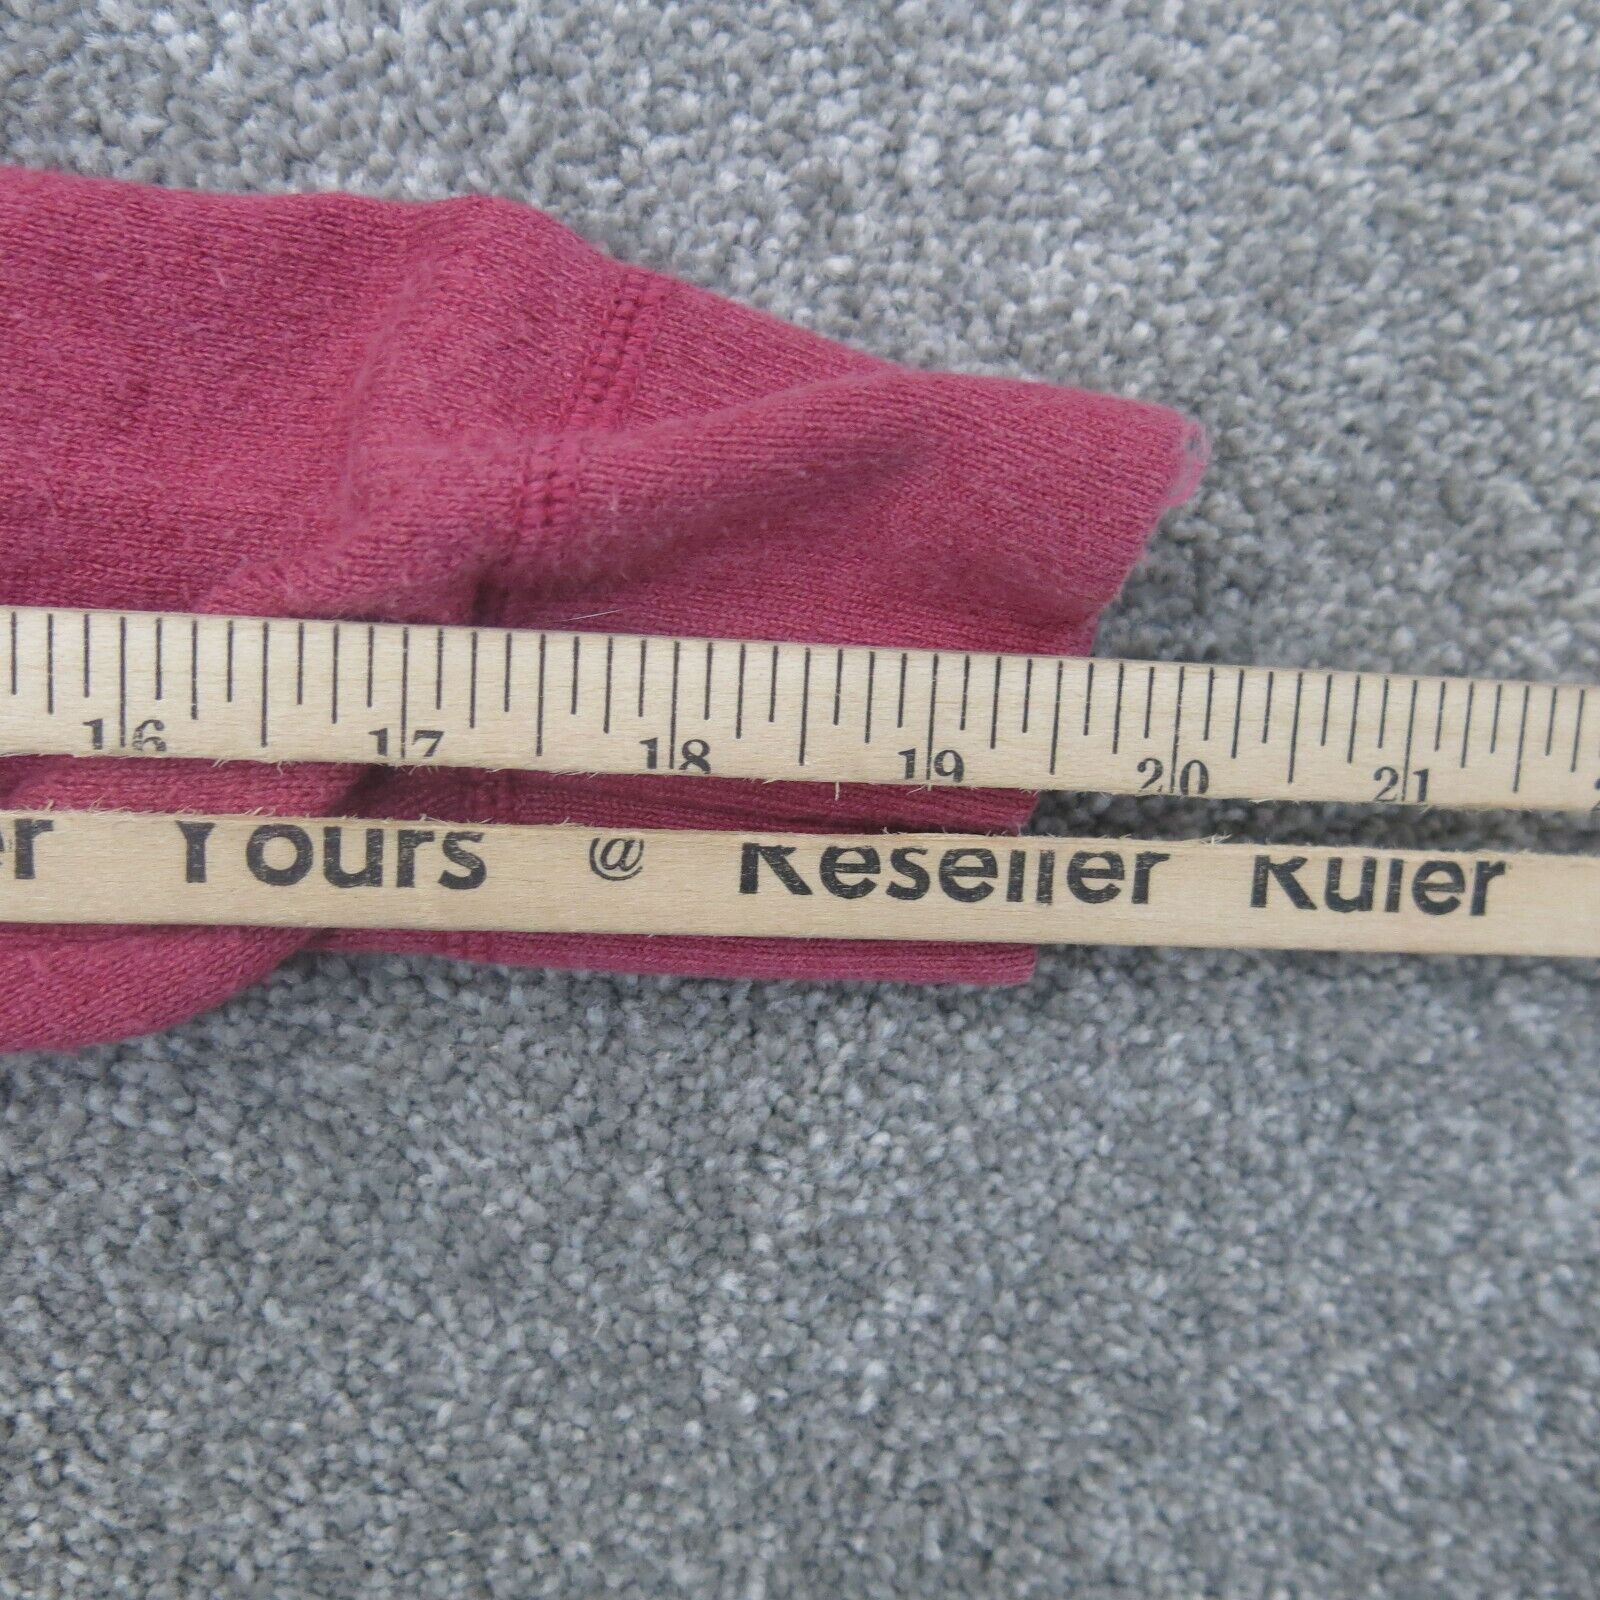 16 17 18 19 20 21
er Yours @ Reseller Ruler